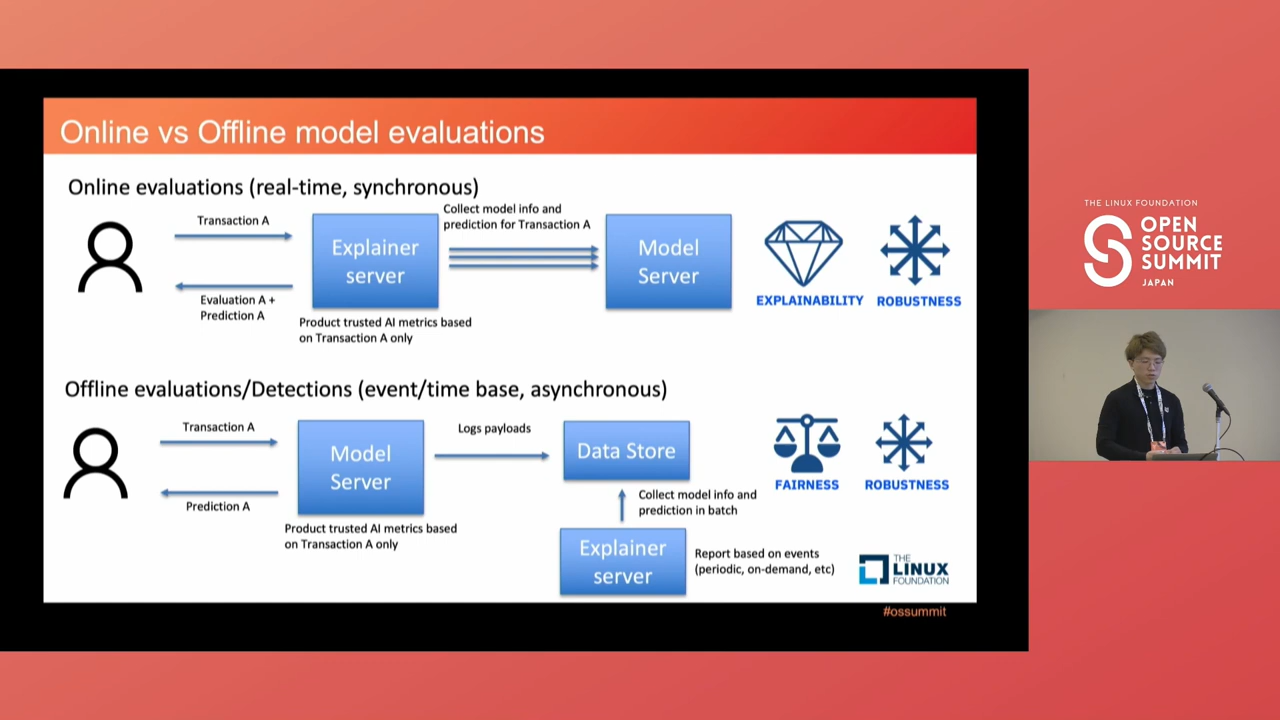 Online vs Offline model evaluations
Online evaluations (real-time, synchronous)
Transaction A
Evaluation A +
Prediction A
Explainer
server
Product trusted AI metrics based
on Transaction A only
Collect model info and
prediction for Transaction A
Model
Server
EXPLAINABILITY
ROBUSTNESS
Offline evaluations/Detections (event/time base, asynchronous)
Transaction A
Prediction A
Model
Server
Product trusted AI metrics based
on Transaction A only
Logs payloads
Data Store
Collect model info and
prediction in batch
Explainer
server
Report based on events
(periodic, on-demand, etc)
FAIRNESS
ROBUSTNESS
THE
LINUX
FOUNDATION
#ossummit
THE LINUX FOUNDATION
OPEN
SOURCE
SUMMIT
JAPAN